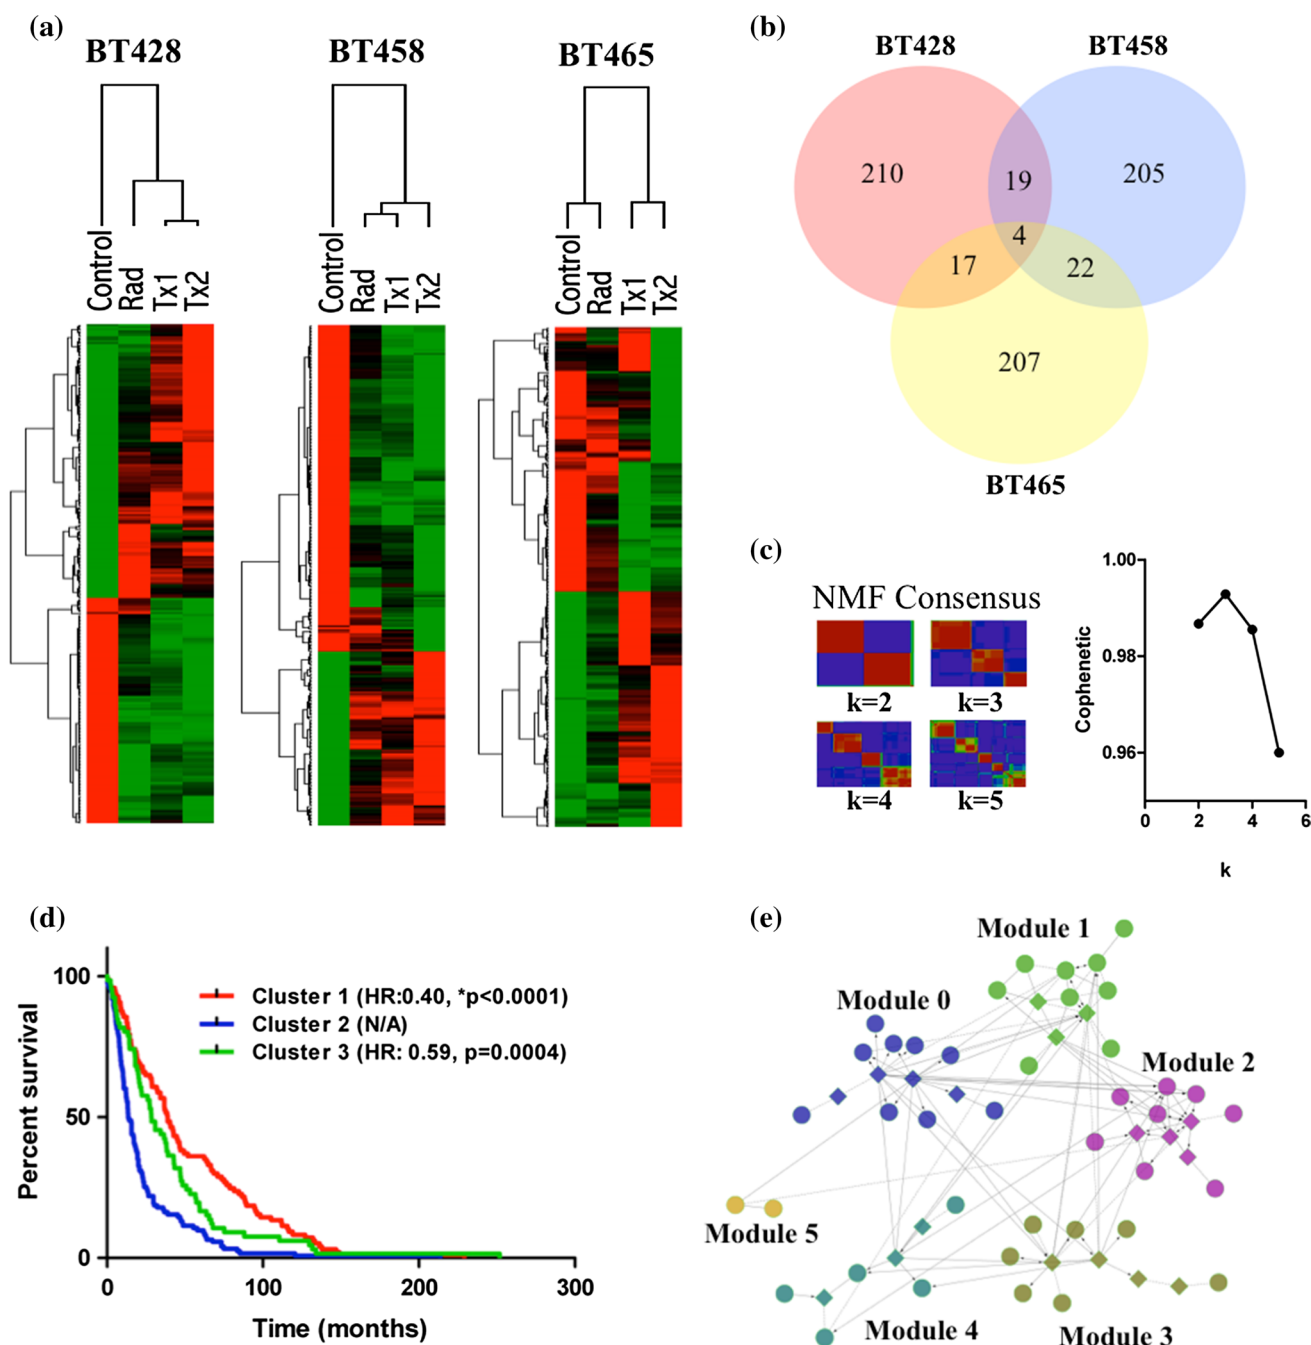 (a)
BT428
BT458
BT465
Control
Rad
Tx1
Tx2
Control
Rad
Tx1
Tx2
Control
Rad
Tx1
Tx2
(b)
BT428
BT458
210
19
205
4
17
22
207
BT465
(c)
NMF Consensus
k=2
k=3
k=4
k=5
Cophenetic
1.00
0.98
0.96
0
2
4
6
k
(d)
Percent survival
100
50
0
Cluster 1 (HR:0.40, *p<0.0001)
Cluster 2 (N/A)
Cluster 3 (HR: 0.59, p=0.0004)
0
100
200
300
Time (months)
(e)
Module 1
Module 0
Module 2
Module 5
Module 4
Module 3